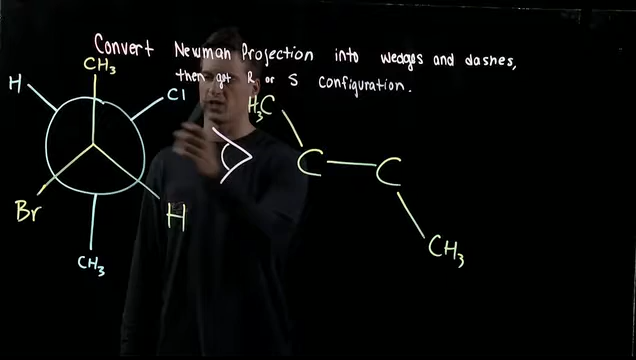 Convert Newman Projection into wedges and dashes,
then get R or S configuration.
CH3
H
Cl
H3C
C
C
Br
H
CH3
CH3